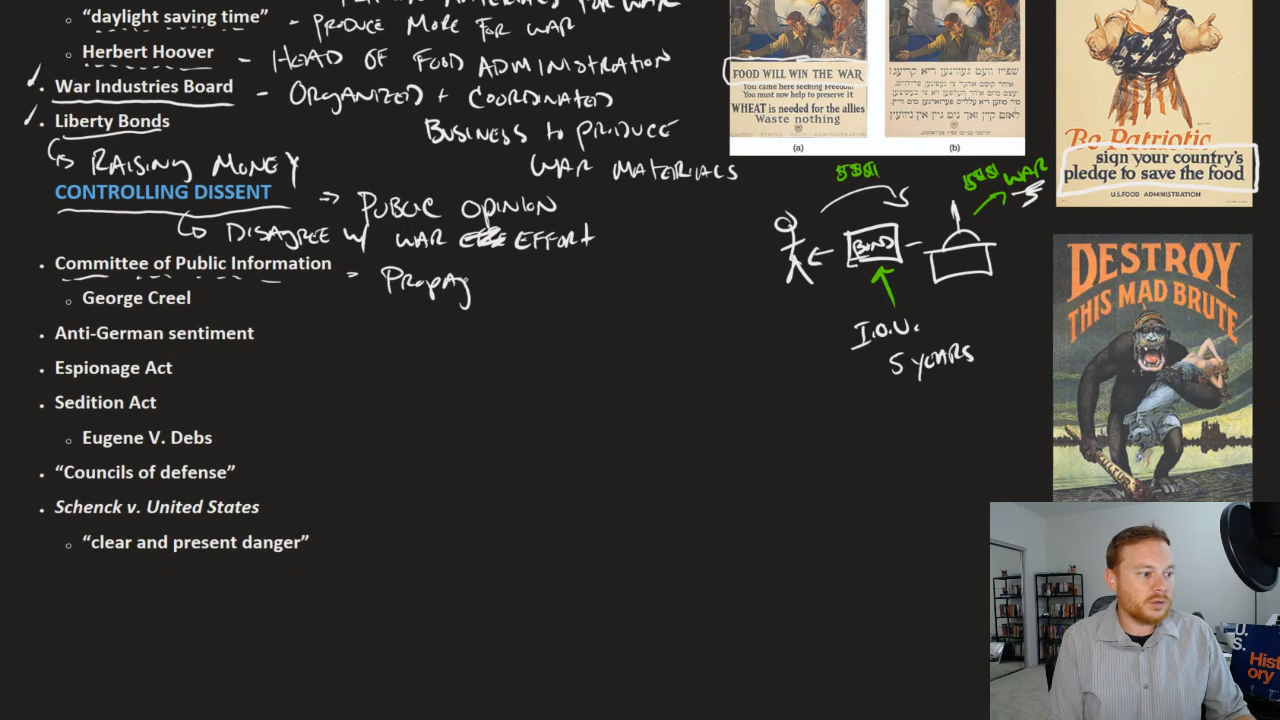 “daylight saving time” – PRODUCE MORE FOR WAR
Herbert Hoover – HEAD OF FOOD ADMINISTRATION
War Industries Board – ORGANIZED + COORDINATED
BUSINESS to PRODUCE
WAR MATERIALS
Liberty Bonds
RAISING MONEY
CONTROLLING DISSENT PUBLIC OPINION
DISAGREE w/ WAR EFFORT
Committee of Public Information = PROPAG
George Creel
Anti-German sentiment
Espionage Act
Sedition Act
Eugene V. Debs
“Councils of defense”
Schenck v. United States
“clear and present danger”
FOOD WILL WIN THE WAR
You came here seeking Freedom
You must now help to preserve it
WHEAT is needed for the allies
Waste nothing
(a)
(b)
$$$
$$$ WAR
BOND
I.O.U.
5 YEARS
Be Patriotic
sign your country's
pledge to save the food
U.S. FOOD ADMINISTRATION
DESTROY
THIS MAD BRUTE
U.S.
Hist
ory